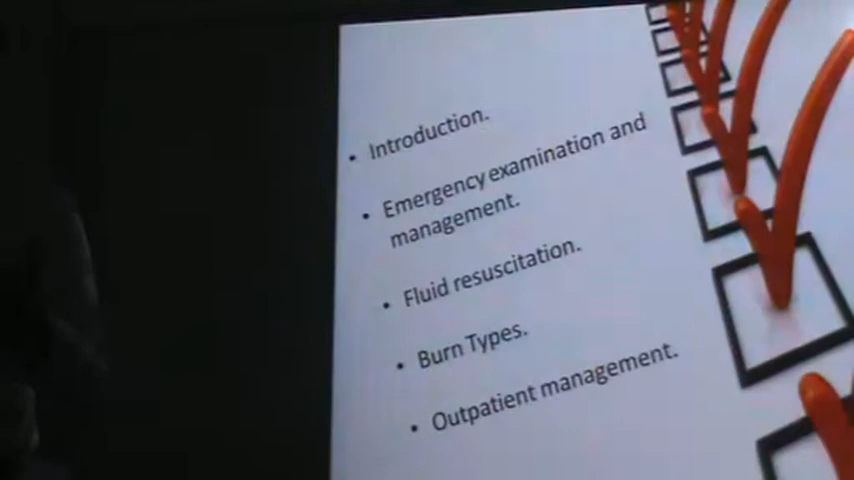 • Introduction.
• Emergency examination and
management.
• Fluid resuscitation.
• Burn Types.
• Outpatient management.